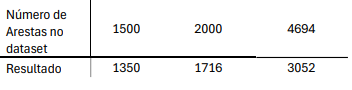 Número de
Arestas no
dataset
1500 2000 4694
Resultado 1350 1716 3052